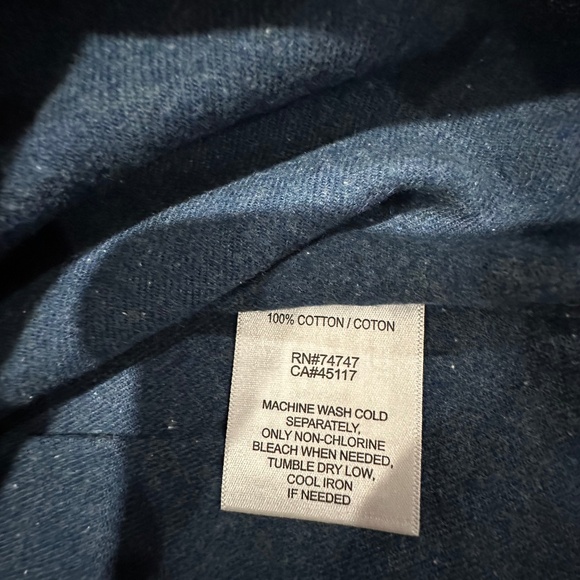 100% COTTON / COTON
RN#74747
CA#45117
MACHINE WASH COLD
SEPARATELY,
ONLY NON-CHLORINE
BLEACH WHEN NEEDED,
TUMBLE DRY LOW,
COOL IRON
IF NEEDED